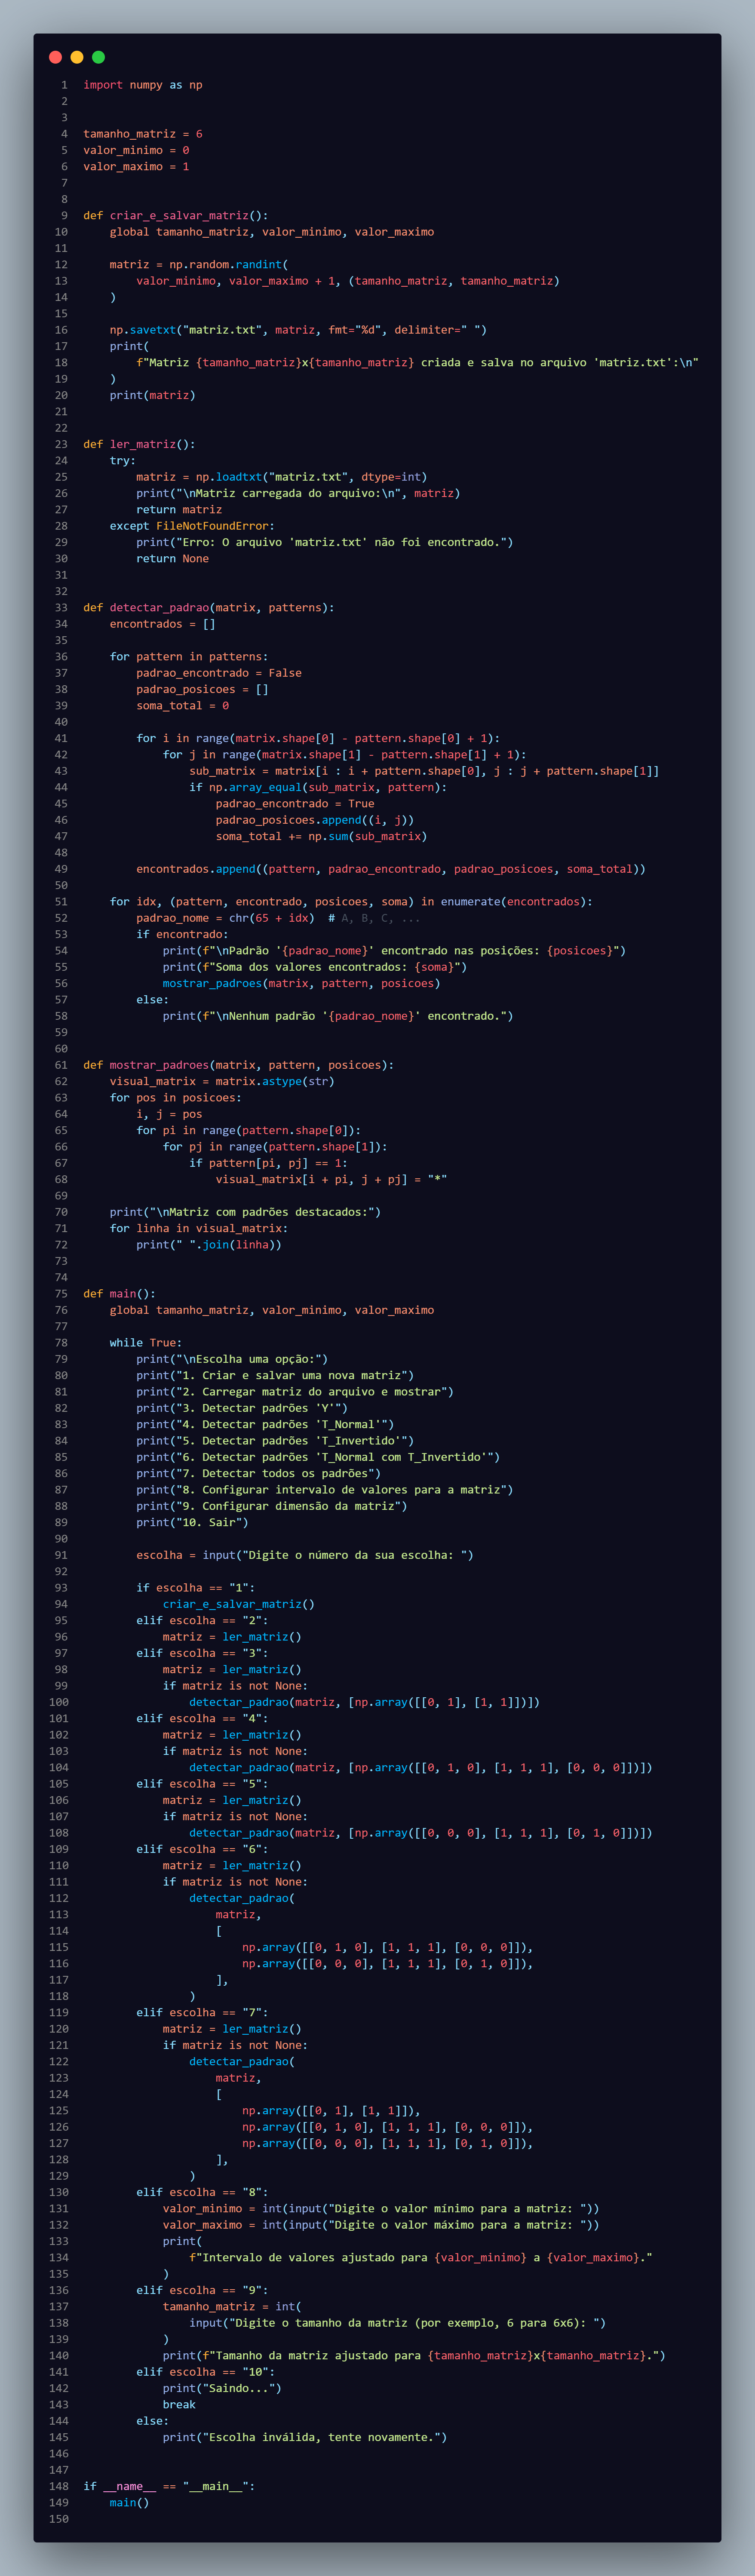 1 import numpy as np
2
3
4 tamanho_matriz = 6
5 valor_minimo = 0
6 valor_maximo = 1
7
8
9 def criar_e_salvar_matriz():
10     global tamanho_matriz, valor_minimo, valor_maximo
11
12     matriz = np.random.randint(
13         valor_minimo, valor_maximo + 1, (tamanho_matriz, tamanho_matriz)
14     )
15
16     np.savetxt("matriz.txt", matriz, fmt="%d", delimiter=" ")
17     print(
18         f"Matriz {tamanho_matriz}x{tamanho_matriz} criada e salva no arquivo 'matriz.txt':\n"
19     )
20     print(matriz)
21
22
23 def ler_matriz():
24     try:
25         matriz = np.loadtxt("matriz.txt", dtype=int)
26         print("\nMatriz carregada do arquivo:\n", matriz)
27         return matriz
28     except FileNotFoundError:
29         print("Erro: O arquivo 'matriz.txt' não foi encontrado.")
30         return None
31
32
33 def detectar_padrao(matrix, patterns):
34     encontrados = []
35
36     for pattern in patterns:
37         padrao_encontrado = False
38         padrao_posicoes = []
39         soma_total = 0
40
41         for i in range(matrix.shape[0] - pattern.shape[0] + 1):
42             for j in range(matrix.shape[1] - pattern.shape[1] + 1):
43                 sub_matrix = matrix[i : i + pattern.shape[0], j : j + pattern.shape[1]]
44                 if np.array_equal(sub_matrix, pattern):
45                     padrao_encontrado = True
46                     padrao_posicoes.append((i, j))
47                     soma_total += np.sum(sub_matrix)
48
49         encontrados.append((pattern, padrao_encontrado, padrao_posicoes, soma_total))
50
51     for idx, (pattern, encontrado, posicoes, soma) in enumerate(encontrados):
52         padrao_nome = chr(65 + idx)  # A, B, C, ...
53         if encontrado:
54             print(f"\nPadrão '{padrao_nome}' encontrado nas posições: {posicoes}")
55             print(f"Soma dos valores encontrados: {soma}")
56             mostrar_padroes(matrix, pattern, posicoes)
57         else:
58             print(f"\nNenhum padrão '{padrao_nome}' encontrado.")
59
60
61 def mostrar_padroes(matrix, pattern, posicoes):
62     visual_matrix = matrix.astype(str)
63     for pos in posicoes:
64         i, j = pos
65         for pi in range(pattern.shape[0]):
66             for pj in range(pattern.shape[1]):
67                 if pattern[pi, pj] == 1:
68                     visual_matrix[i + pi, j + pj] = "*"
69
70     print("\nMatriz com padrões destacados:")
71     for linha in visual_matrix:
72         print(" ".join(linha))
73
74
75 def main():
76     global tamanho_matriz, valor_minimo, valor_maximo
77
78     while True:
79         print("\nEscolha uma opção:")
80         print("1. Criar e salvar uma nova matriz")
81         print("2. Carregar matriz do arquivo e mostrar")
82         print("3. Detectar padrões 'Y'")
83         print("4. Detectar padrões 'T_Normal'")
84         print("5. Detectar padrões 'T_Invertido'")
85         print("6. Detectar padrões 'T_Normal com T_Invertido'")
86         print("7. Detectar todos os padrões")
87         print("8. Configurar intervalo de valores para a matriz")
88         print("9. Configurar dimensão da matriz")
89         print("10. Sair")
90
91         escolha = input("Digite o número da sua escolha: ")
92
93         if escolha == "1":
94             criar_e_salvar_matriz()
95         elif escolha == "2":
96             matriz = ler_matriz()
97         elif escolha == "3":
98             matriz = ler_matriz()
99             if matriz is not None:
100                 detectar_padrao(matriz, [np.array([[0, 1], [1, 1]])])
101         elif escolha == "4":
102             matriz = ler_matriz()
103             if matriz is not None:
104                 detectar_padrao(matriz, [np.array([[0, 1, 0], [1, 1, 1], [0, 0, 0]])])
105         elif escolha == "5":
106             matriz = ler_matriz()
107             if matriz is not None:
108                 detectar_padrao(matriz, [np.array([[0, 0, 0], [1, 1, 1], [0, 1, 0]])])
109         elif escolha == "6":
110             matriz = ler_matriz()
111             if matriz is not None:
112                 detectar_padrao(
113                     matriz,
114                     [
115                         np.array([[0, 1, 0], [1, 1, 1], [0, 0, 0]]),
116                         np.array([[0, 0, 0], [1, 1, 1], [0, 1, 0]]),
117                     ],
118                 )
119         elif escolha == "7":
120             matriz = ler_matriz()
121             if matriz is not None:
122                 detectar_padrao(
123                     matriz,
124                     [
125                         np.array([[0, 1], [1, 1]]),
126                         np.array([[0, 1, 0], [1, 1, 1], [0, 0, 0]]),
127                         np.array([[0, 0, 0], [1, 1, 1], [0, 1, 0]]),
128                     ],
129                 )
130         elif escolha == "8":
131             valor_minimo = int(input("Digite o valor mínimo para a matriz: "))
132             valor_maximo = int(input("Digite o valor máximo para a matriz: "))
133             print(
134                 f"Intervalo de valores ajustado para {valor_minimo} a {valor_maximo}."
135             )
136         elif escolha == "9":
137             tamanho_matriz = int(
138                 input("Digite o tamanho da matriz (por exemplo, 6 para 6x6): ")
139             )
140             print(f"Tamanho da matriz ajustado para {tamanho_matriz}x{tamanho_matriz}.")
141         elif escolha == "10":
142             print("Saindo...")
143             break
144         else:
145             print("Escolha inválida, tente novamente.")
146
147
148 if __name__ == "__main__":
149     main()
150